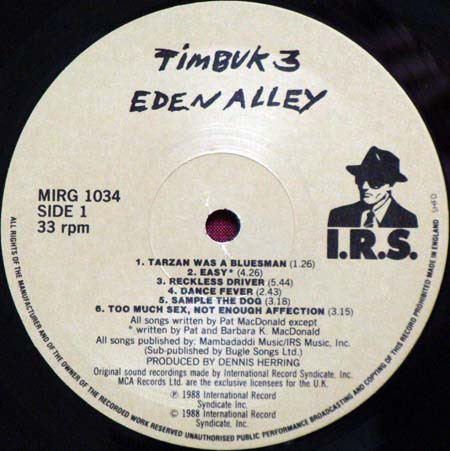 TimBUK 3
EDEN ALLEY
MIRG 1034
SIDE 1
33 rpm
I.R.S.
1. TARZAN WAS A BLUESMAN (1.26)
2. EASY* (4.26)
3. RECKLESS DRIVER (5.44)
4. DANCE FEVER (2.43)
5. SAMPLE THE DOG (3.18)
6. TOO MUCH SEX, NOT ENOUGH AFFECTION (3.15)
All songs written by Pat MacDonald except
* written by Pat and Barbara K. MacDonald
All songs published by: Mambadaddi Music/IRS Music, Inc.
(Sub-published by Bugle Songs Ltd.)
PRODUCED BY DENNIS HERRING
Original sound recordings made by International Record Syndicate, Inc.
MCA Records Ltd. are the exclusive licensees for the U.K.
℗ 1988 International Record
Syndicate Inc.
© 1988 International Record
Syndicate Inc.
ALL RIGHTS OF THE MANUFACTURER AND OF THE OWNER OF THE RECORDED WORK RESERVED UNAUTHORISED PUBLIC PERFORMANCE BROADCASTING AND COPYING OF THIS RECORD PROHIBITED MADE IN ENGLAND